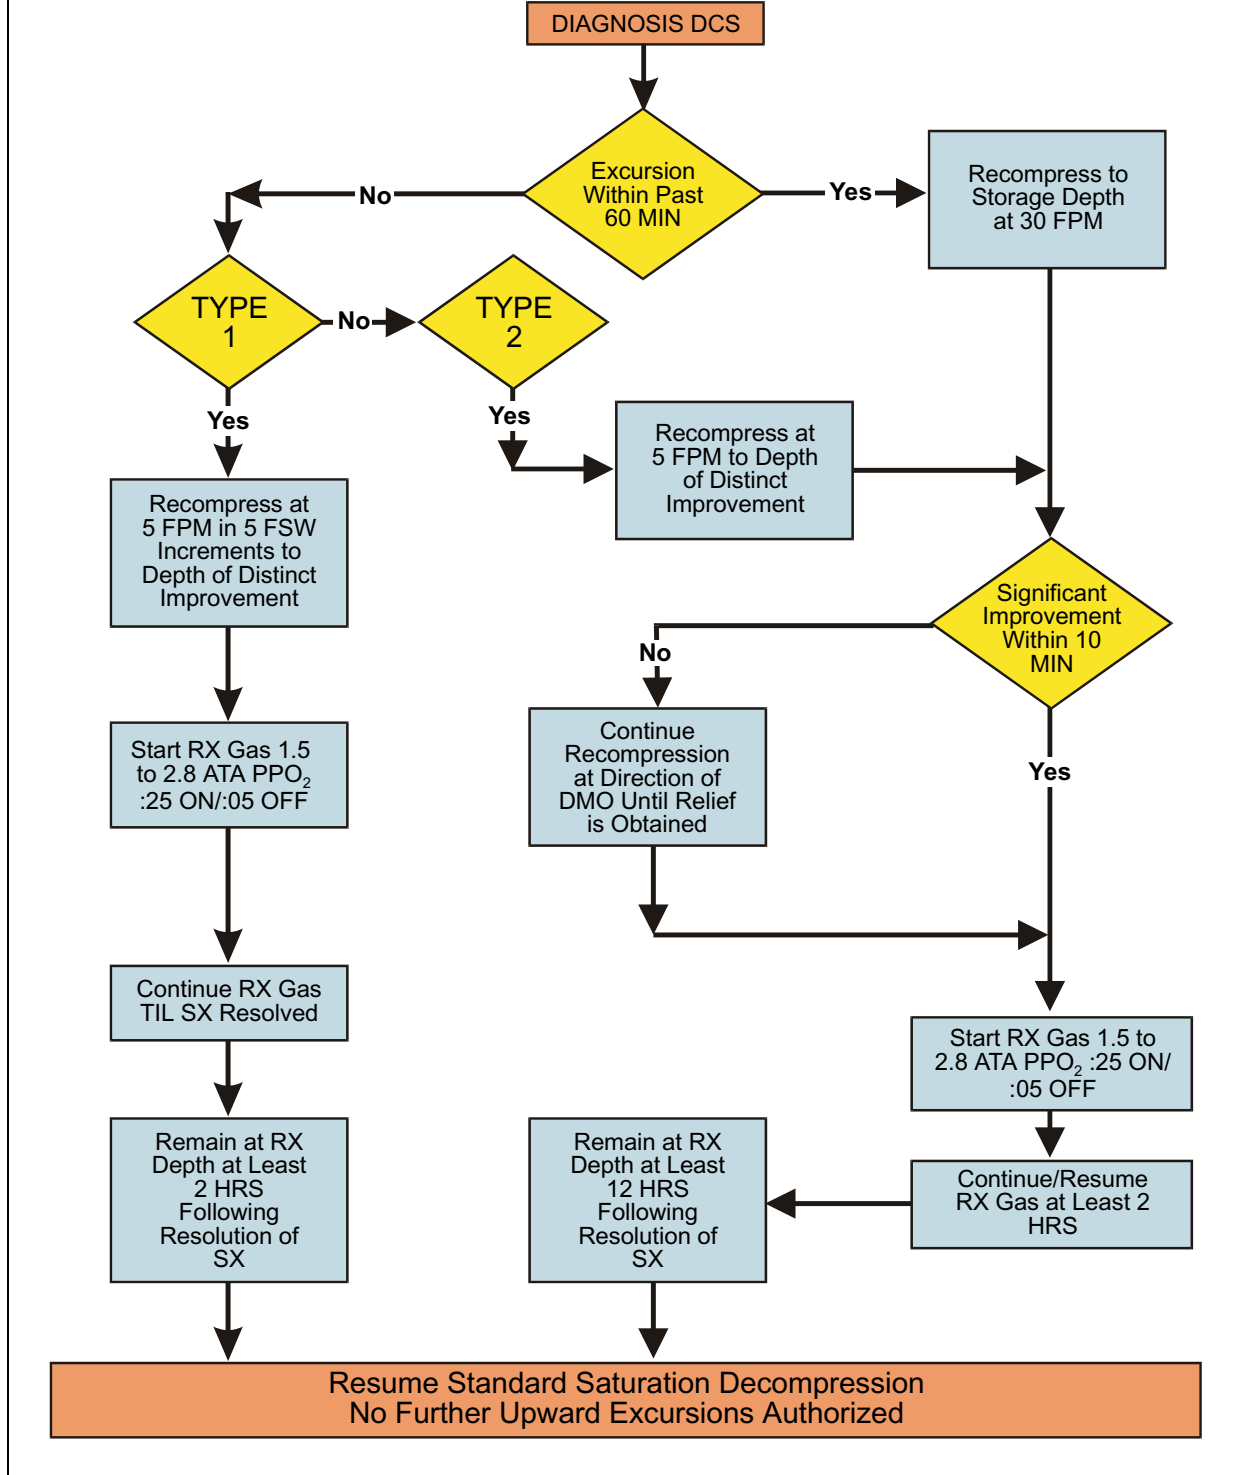 DIAGNOSIS DCS
Excursion
Within Past
60 MIN
No
Yes
Recompress to
Storage Depth
at 30 FPM
TYPE
1
No
TYPE
2
Yes
Yes
Recompress at
5 FPM to Depth
of Distinct
Improvement
Recompress at
5 FPM in 5 FSW
Increments to
Depth of Distinct
Improvement
Significant
Improvement
Within 10
MIN
No
Yes
Continue
Recompression
at Direction of
DMO Until Relief
is Obtained
Start RX Gas 1.5
to 2.8 ATA PPO₂
:25 ON/:05 OFF
Continue RX Gas
TIL SX Resolved
Start RX Gas 1.5 to
2.8 ATA PPO₂ :25 ON/
:05 OFF
Remain at RX
Depth at Least
2 HRS
Following
Resolution of
SX
Remain at RX
Depth at Least
12 HRS
Following
Resolution of
SX
Continue/Resume
RX Gas at Least 2
HRS
Resume Standard Saturation Decompression
No Further Upward Excursions Authorized